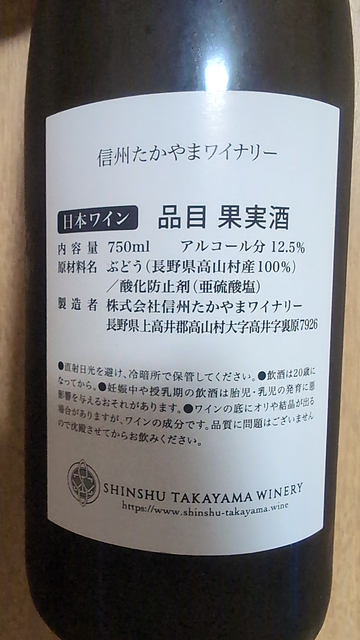 信州たかやまワイナリー
日本ワイン 品目 果実酒
内容量 750ml アルコール分 12.5%
原材料名 ぶどう(長野県高山村産100%)
／酸化防止剤(亜硫酸塩)
製造者 株式会社信州たかやまワイナリー
長野県上高井郡高山村大字高井字裏原7926
●直射日光を避け、冷暗所で保管してください。●飲酒は20歳に
なってから。●妊娠中や授乳期の飲酒は胎児・乳児の発育に悪
影響を与えるおそれがあります。●ワインの底にオリや結晶が出る
場合がありますが、ワインの成分です。品質に問題はございません
ので沈殿させてからお飲みください。
SHINSHU TAKAYAMA WINERY
https://www.shinshu-takayama.wine